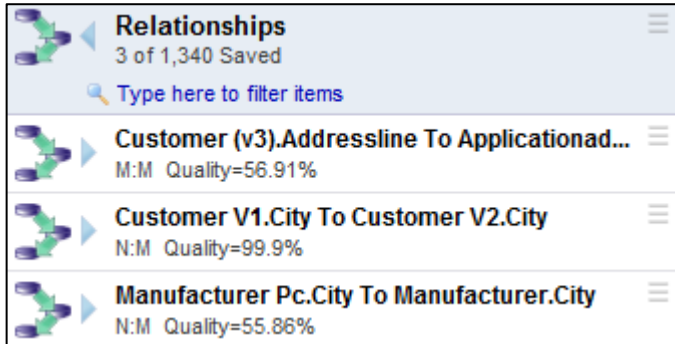 Relationships
3 of 1,340 Saved
Type here to filter items
Customer (v3).Addressline To Applicationad...
M:M Quality=56.91%
Customer V1.City To Customer V2.City
N:M Quality=99.9%
Manufacturer Pc.City To Manufacturer.City
N:M Quality=55.86%